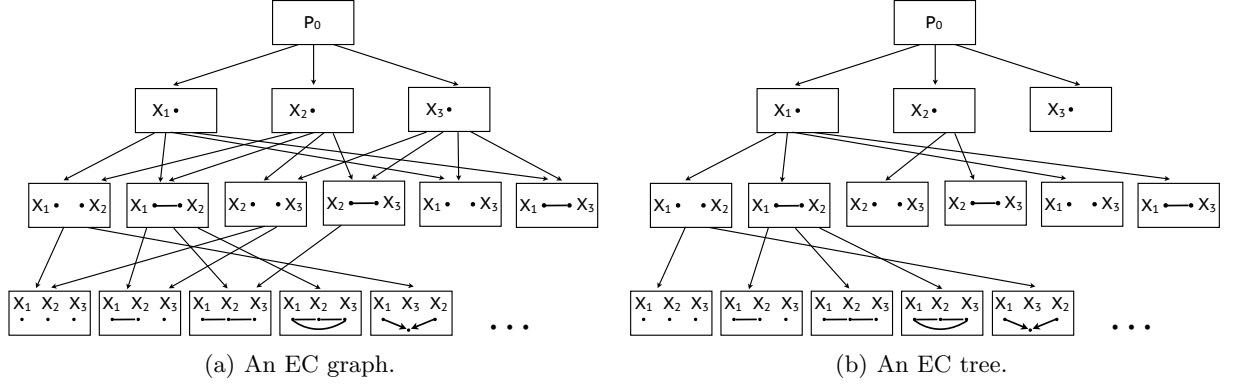 P₀ P₀
X₁ X₂ X₃ X₁ X₂ X₃
X₁ X₂ X₁ X₂ X₂ X₃ X₂ X₃ X₁ X₃ X₁ X₃ X₁ X₂ X₁ X₂ X₂ X₃ X₂ X₃ X₁ X₃ X₁ X₃
X₁ X₂ X₃ X₁ X₂ X₃ X₁ X₂ X₃ X₁ X₂ X₃ X₁ X₃ X₂ ... X₁ X₂ X₃ X₁ X₂ X₃ X₁ X₂ X₃ X₁ X₂ X₃ X₁ X₃ X₂ ...
(a) An EC graph. (b) An EC tree.